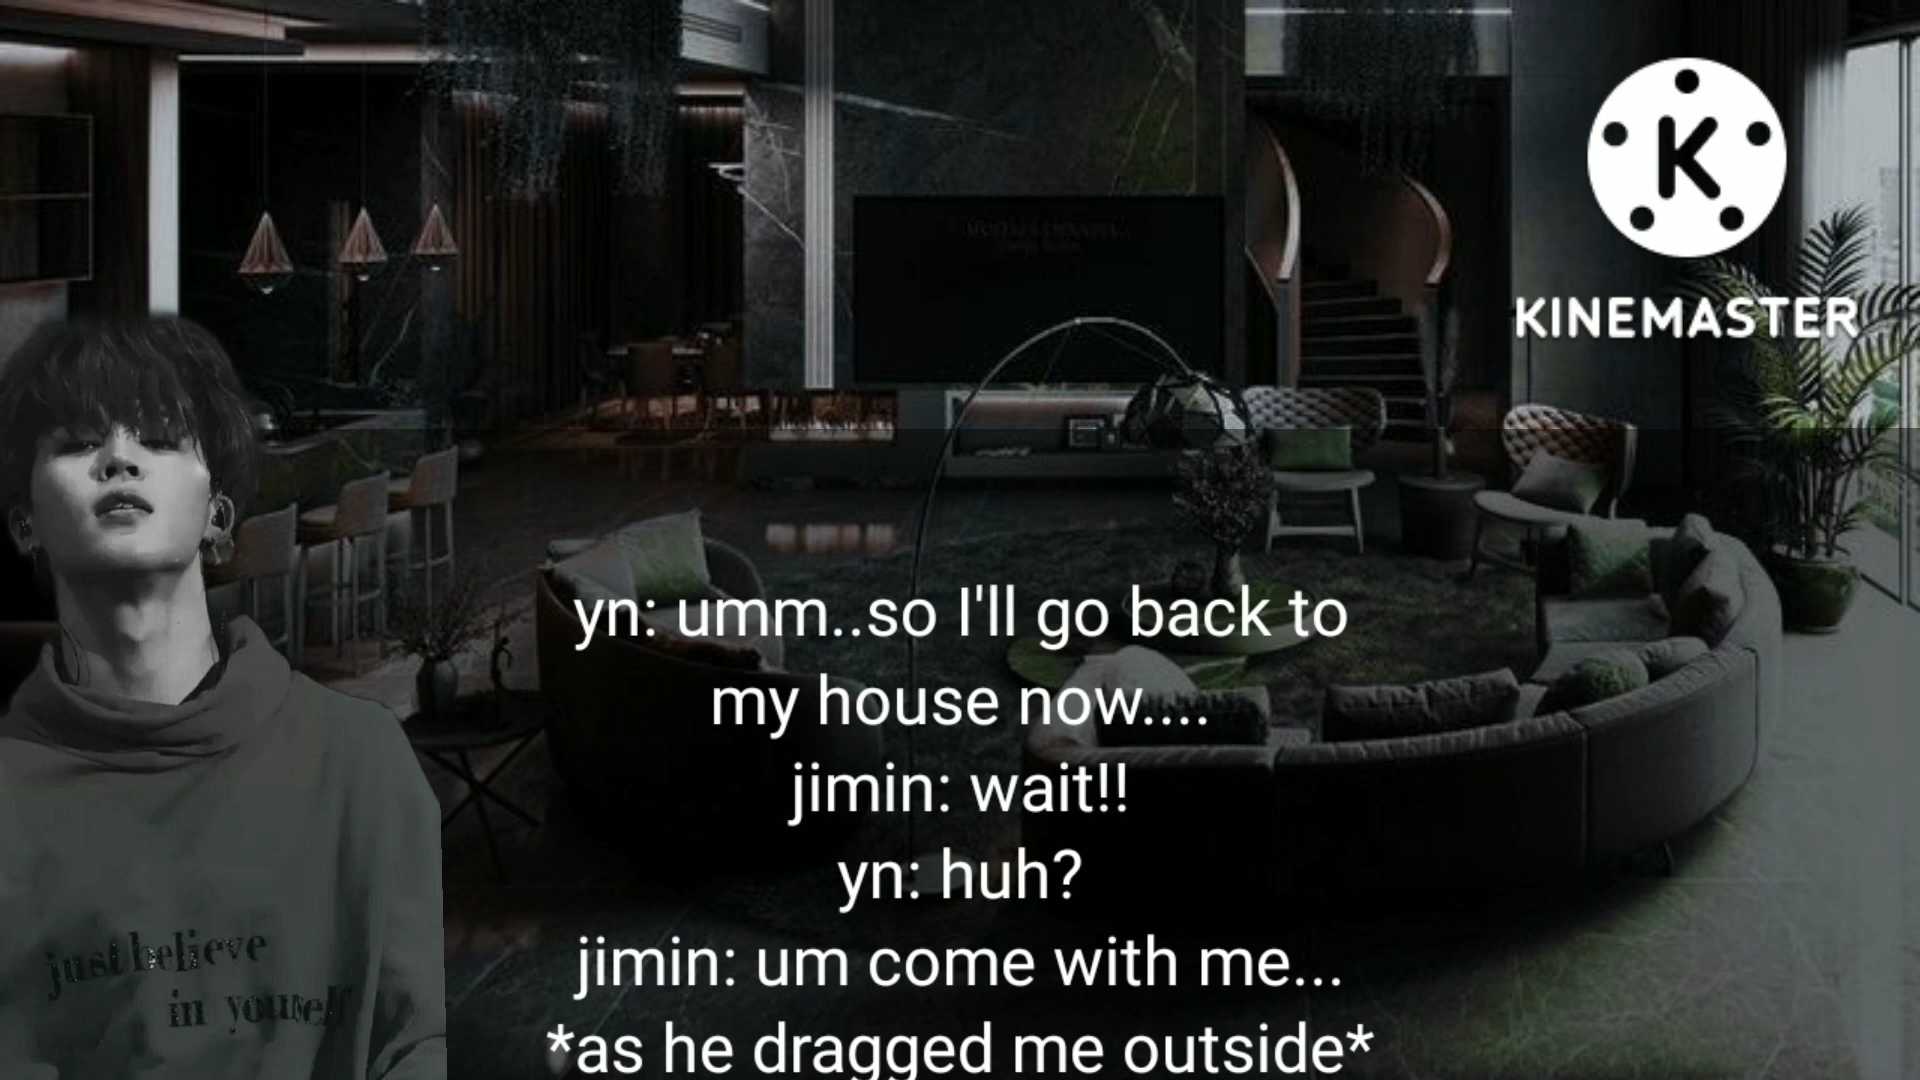 K
KINEMASTER
yn: umm..so I'll go back to
my house now....
jimin: wait!!
yn: huh?
jimin: um come with me...
*as he dragged me outside*
just believe
in yourself